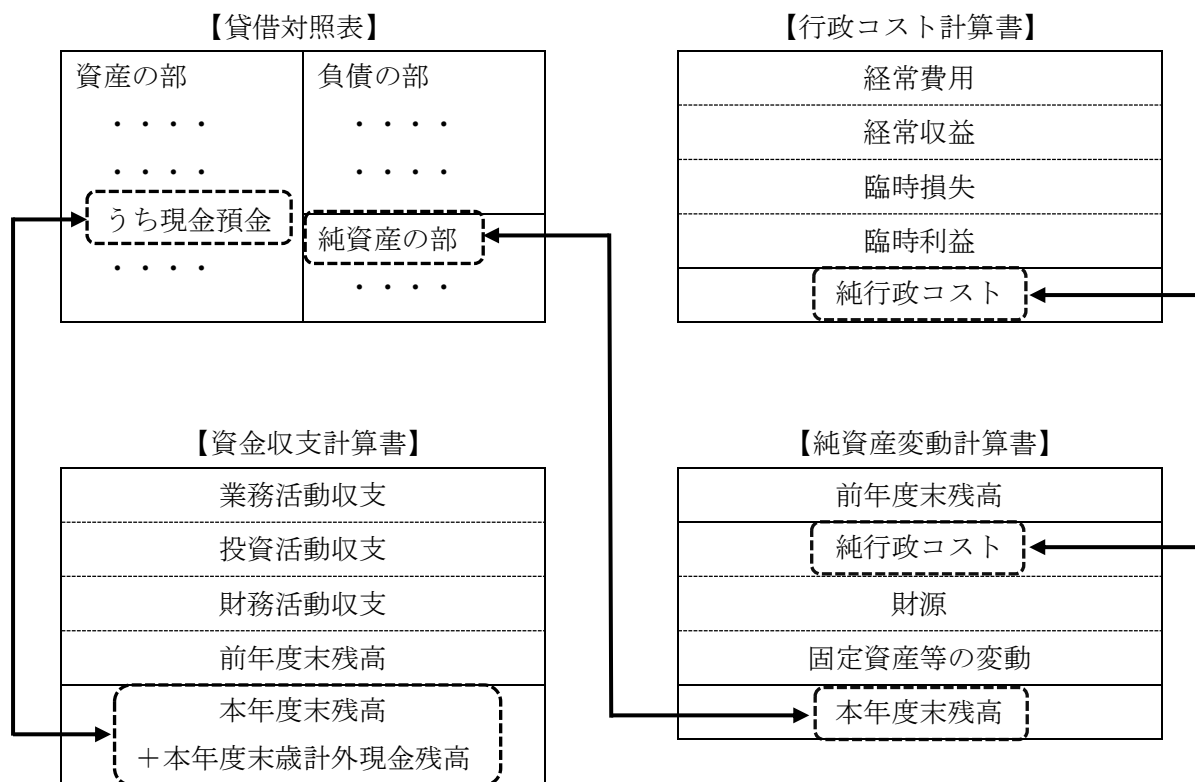 【貸借対照表】
資産の部
・・・・
・・・・
うち現金預金
・・・・
負債の部
・・・・
・・・・
純資産の部
・・・・
【行政コスト計算書】
経常費用
経常収益
臨時損失
臨時利益
純行政コスト
【資金収支計算書】
業務活動収支
投資活動収支
財務活動収支
前年度末残高
本年度末残高
＋本年度末歳計外現金残高
【純資産変動計算書】
前年度末残高
純行政コスト
財源
固定資産等の変動
本年度末残高